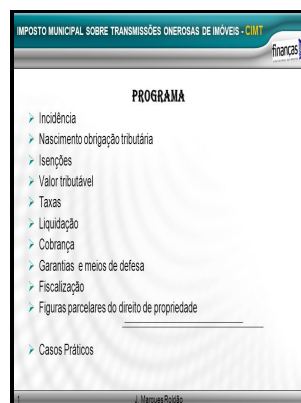 IMPOSTO MUNICIPAL SOBRE TRANSMISSÕES ONEROSAS DE IMÓVEIS - CIMT
finanças
PROGRAMA
Incidência
Nascimento obrigação tributária
Isenções
Valor tributável
Taxas
Liquidação
Cobrança
Garantias e meios de defesa
Fiscalização
Figuras parcelares do direito de propriedade
Casos Práticos
1
J. Marques Roldão